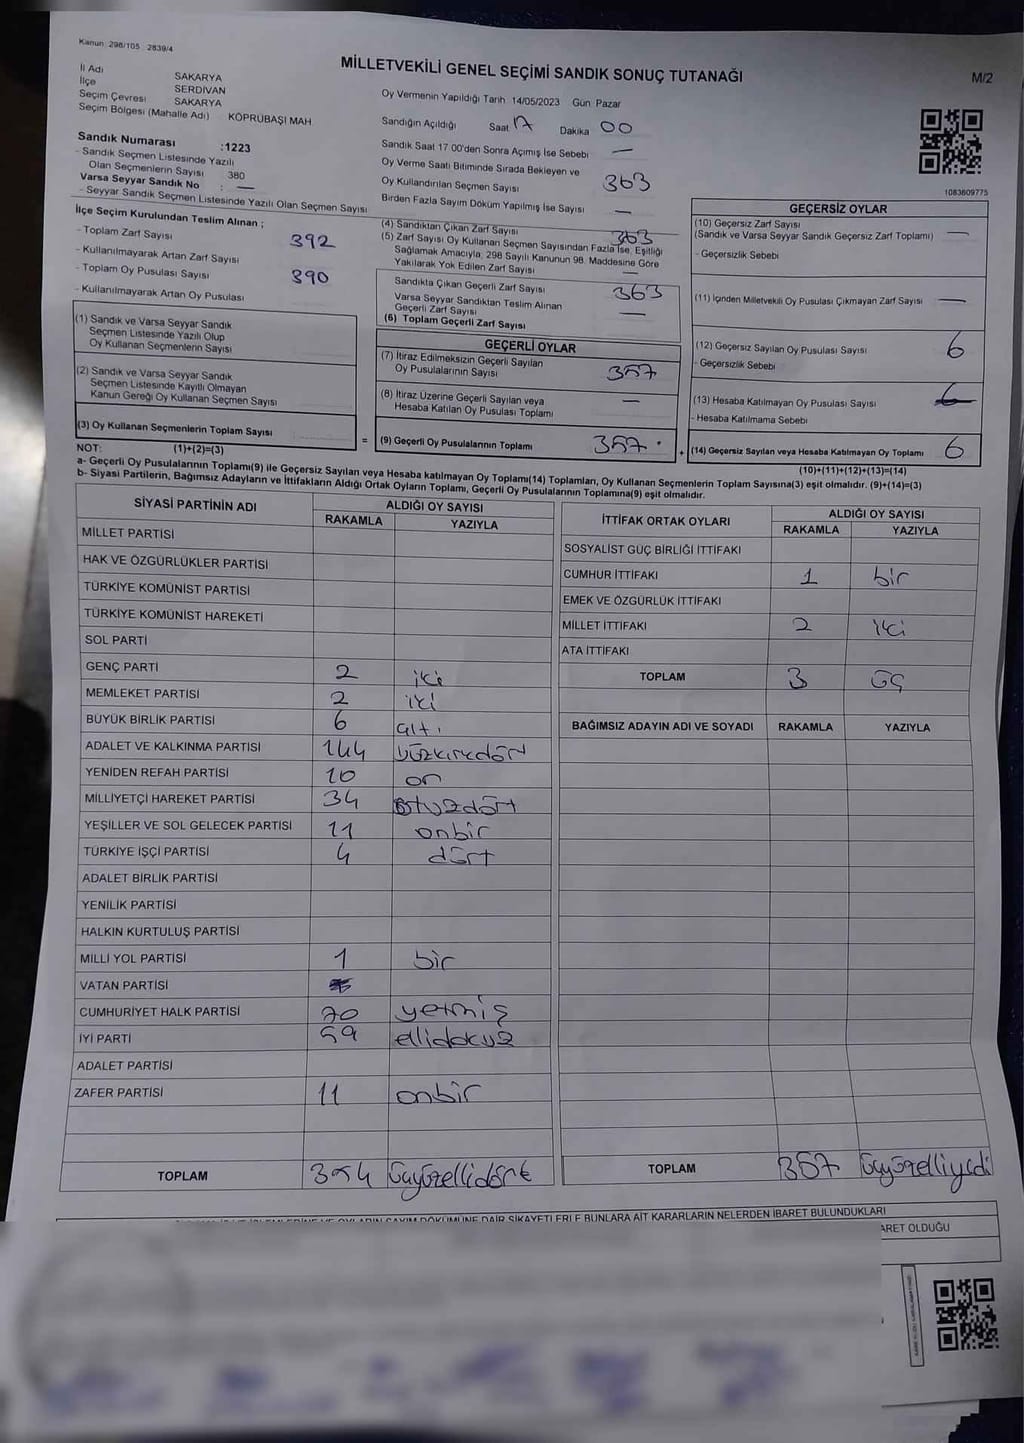 Kanun 298/105 2839/4
MİLLETVEKİLİ GENEL SEÇİMİ SANDIK SONUÇ TUTANAĞI
M/2
İl Adı SAKARYA
İlçe SERDİVAN
Seçim Çevresi SAKARYA
Seçim Bölgesi (Mahalle Adı) KÖPRÜBAŞI MAH
Sandık Numarası :1223
- Sandık Seçmen Listesinde Yazılı
Olan Seçmenlerin Sayısı 380
Varsa Seyyar Sandık No : —
- Seyyar Sandık Seçmen Listesinde Yazılı Olan Seçmen Sayısı
Oy Vermenin Yapıldığı Tarih 14/05/2023 Gün Pazar
Sandığın Açıldığı Saat 17 Dakika 00
Sandık Saat 17 00'den Sonra Açımış İse Sebebi —
Oy Verme Saati Bitiminde Sırada Bekleyen ve
Oy Kullandırılan Seçmen Sayısı 363
Birden Fazla Sayım Döküm Yapılmış İse Sayısı —
1083809775
İlçe Seçim Kurulundan Teslim Alınan ;
- Toplam Zarf Sayısı 392
- Kullanılmayarak Artan Zarf Sayısı
- Toplam Oy Pusulası Sayısı 390
- Kullanılmayarak Artan Oy Pusulası
(1) Sandık ve Varsa Seyyar Sandık
Seçmen Listesinde Yazılı Olup
Oy Kullanan Seçmenlerin Sayısı
(2) Sandık ve Varsa Seyyar Sandık
Seçmen Listesinde Kayıtlı Olmayan
Kanun Gereği Oy Kullanan Seçmen Sayısı
(3) Oy Kullanan Seçmenlerin Toplam Sayısı
(1)+(2)=(3)
(4) Sandıktan Çıkan Zarf Sayısı 363
(5) Zarf Sayısı Oy Kullanan Seçmen Sayısından Fazla İse, Eşitliği
Sağlamak Amacıyla, 298 Sayılı Kanunun 98. Maddesine Göre
Yakılarak Yok Edilen Zarf Sayısı —
Sandıkta Çıkan Geçerli Zarf Sayısı 363
Varsa Seyyar Sandıktan Teslim Alınan
Geçerli Zarf Sayısı —
(6) Toplam Geçerli Zarf Sayısı
GEÇERLİ OYLAR
(7) İtiraz Edilmeksizin Geçerli Sayılan
Oy Pusulalarının Sayısı 357
(8) İtiraz Üzerine Geçerli Sayılan veya
Hesaba Katılan Oy Pusulası Toplamı —
= (9) Geçerli Oy Pusulalarının Toplamı 357
GEÇERSİZ OYLAR
(10) Geçersiz Zarf Sayısı
(Sandık ve Varsa Seyyar Sandık Geçersiz Zarf Toplamı) —
- Geçersizlik Sebebi
(11) İçinden Milletvekili Oy Pusulası Çıkmayan Zarf Sayısı —
(12) Geçersiz Sayılan Oy Pusulası Sayısı 6
- Geçersizlik Sebebi
(13) Hesaba Katılmayan Oy Pusulası Sayısı
- Hesaba Katılmama Sebebi
+ (14) Geçersiz Sayılan veya Hesaba Katılmayan Oy Toplamı 6
(10)+(11)+(12)+(13)=(14)
NOT:
a- Geçerli Oy Pusulalarının Toplamı(9) ile Geçersiz Sayılan veya Hesaba katılmayan Oy Toplamı(14) Toplamları, Oy Kullanan Seçmenlerin Toplam Sayısına(3) eşit olmalıdır. (9)+(14)=(3)
b- Siyasi Partilerin, Bağımsız Adayların ve İttifakların Aldığı Ortak Oyların Toplamı, Geçerli Oy Pusulalarının Toplamına(9) eşit olmalıdır.
SİYASİ PARTİNİN ADI ALDIĞI OY SAYISI
RAKAMLA YAZIYLA
MİLLET PARTİSİ
HAK VE ÖZGÜRLÜKLER PARTİSİ
TÜRKİYE KOMÜNİST PARTİSİ
TÜRKİYE KOMÜNİST HAREKETİ
SOL PARTİ
GENÇ PARTİ 2 iki
MEMLEKET PARTİSİ 2 iki
BÜYÜK BİRLİK PARTİSİ 6 altı
ADALET VE KALKINMA PARTİSİ 144 yüzkırkdört
YENİDEN REFAH PARTİSİ 10 on
MİLLİYETÇİ HAREKET PARTİSİ 34 otuzdört
YEŞİLLER VE SOL GELECEK PARTİSİ 11 onbir
TÜRKİYE İŞÇİ PARTİSİ 4 dört
ADALET BİRLİK PARTİSİ
YENİLİK PARTİSİ
HALKIN KURTULUŞ PARTİSİ
MİLLİ YOL PARTİSİ 1 bir
VATAN PARTİSİ
CUMHURİYET HALK PARTİSİ 70 yetmiş
İYİ PARTİ 59 ellidokuz
ADALET PARTİSİ
ZAFER PARTİSİ 11 onbir
TOPLAM 354 üçyüzellidört
İTTİFAK ORTAK OYLARI ALDIĞI OY SAYISI
RAKAMLA YAZIYLA
SOSYALİST GÜÇ BİRLİĞİ İTTİFAKI
CUMHUR İTTİFAKI 1 bir
EMEK VE ÖZGÜRLÜK İTTİFAKI
MİLLET İTTİFAKI 2 iki
ATA İTTİFAKI
TOPLAM 3 üç
BAĞIMSIZ ADAYIN ADI VE SOYADI RAKAMLA YAZIYLA
TOPLAM 357 üçyüzelliyedi
DÖKÜMÜNE DAİR ŞİKAYETLER İLE BUNLARA AİT KARARLARIN NELERDEN İBARET BULUNDUKLARI
ARET OLDUĞU